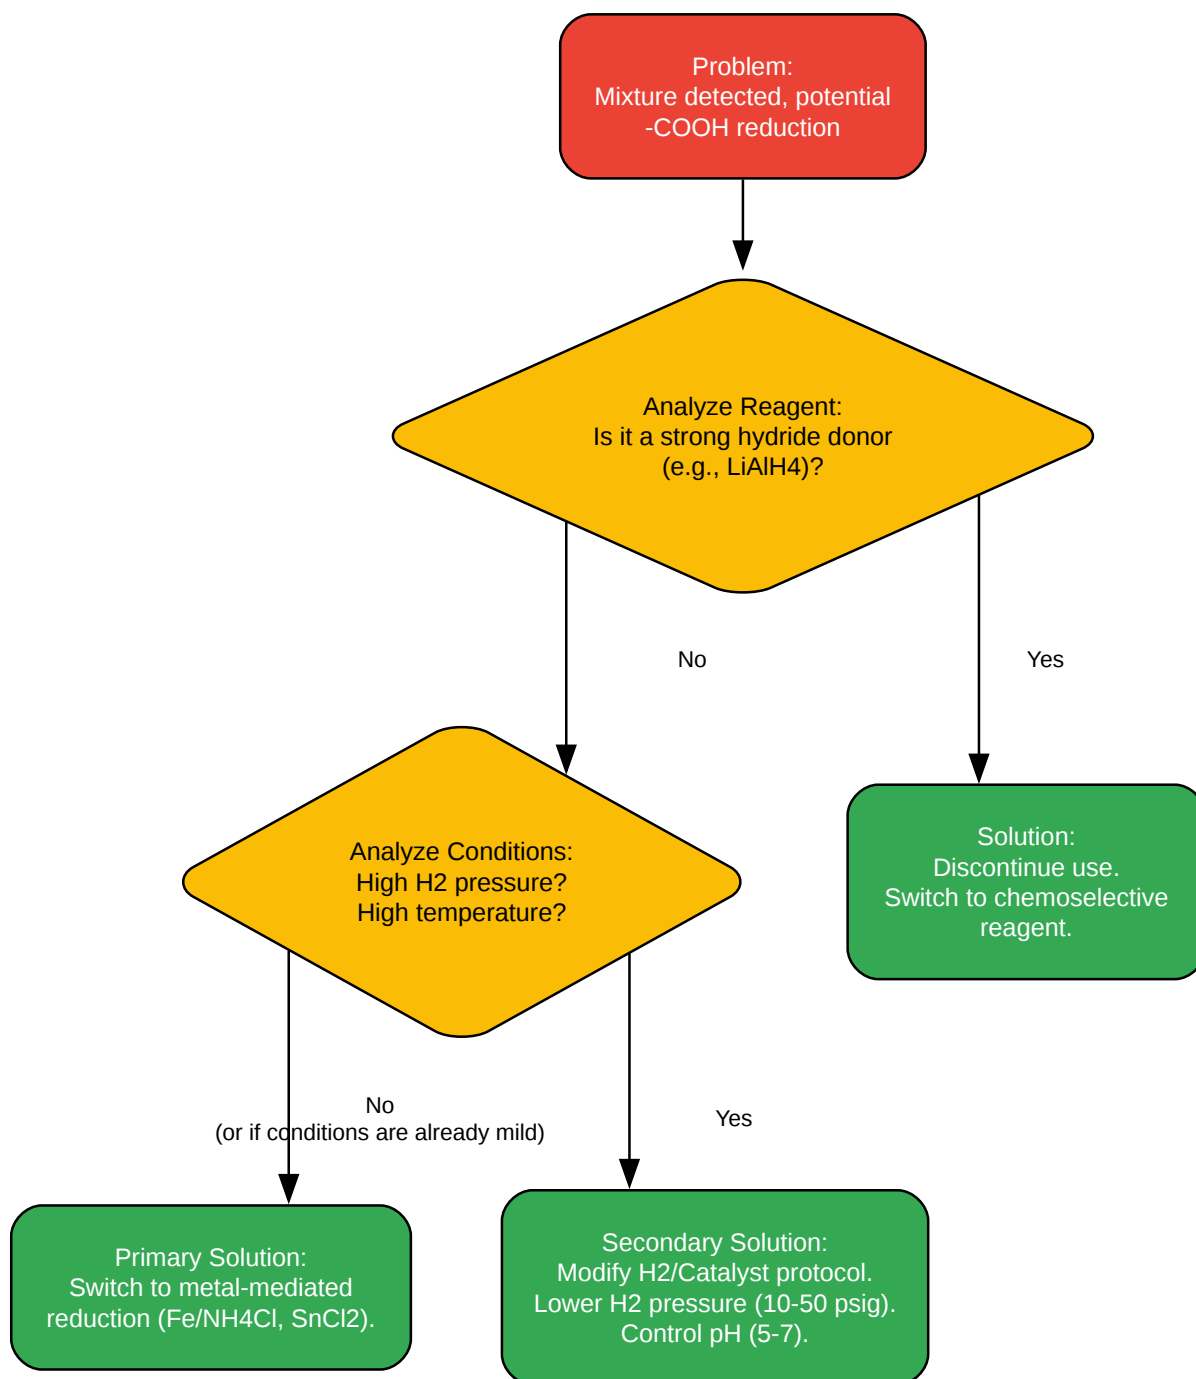 Problem:
Mixture detected, potential
-COOH reduction
Analyze Reagent:
Is it a strong hydride donor
(e.g., LiAlH4)?
No
Yes
Analyze Conditions:
High H2 pressure?
High temperature?
Solution:
Discontinue use.
Switch to chemoselective
reagent.
No
(or if conditions are already mild)
Yes
Primary Solution:
Switch to metal-mediated
reduction (Fe/NH4Cl, SnCl2).
Secondary Solution:
Modify H2/Catalyst protocol.
Lower H2 pressure (10-50 psig).
Control pH (5-7).